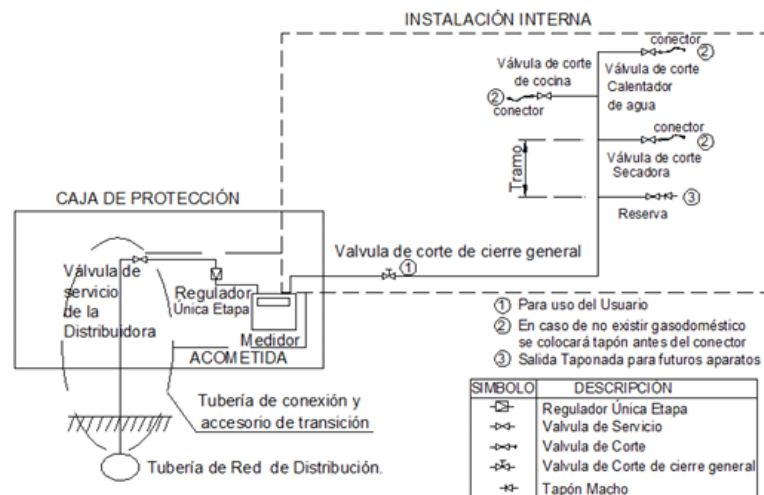 INSTALACIÓN INTERNA
conector
②
Válvula de corte
de cocina
②
conector
Válvula de corte
Calentador
de agua
conector
②
Válvula de corte
Secadora
Tramo
③
Reserva
CAJA DE PROTECCIÓN
Válvula de
servicio
de la
Distribuidora
Regulador
Única Etapa
Medidor
ACOMETIDA
Valvula de corte de cierre general
①
Tubería de conexión y
accesorio de transición
Tubería de Red de Distribución.
① Para uso del Usuario
② En caso de no existir gasodoméstico
se colocará tapón antes del conector
③ Salida Taponada para futuros aparatos
SIMBOLO DESCRIPCIÓN
Regulador Única Etapa
Valvula de Servicio
Valvula de Corte
Valvula de Corte de cierre general
Tapón Macho